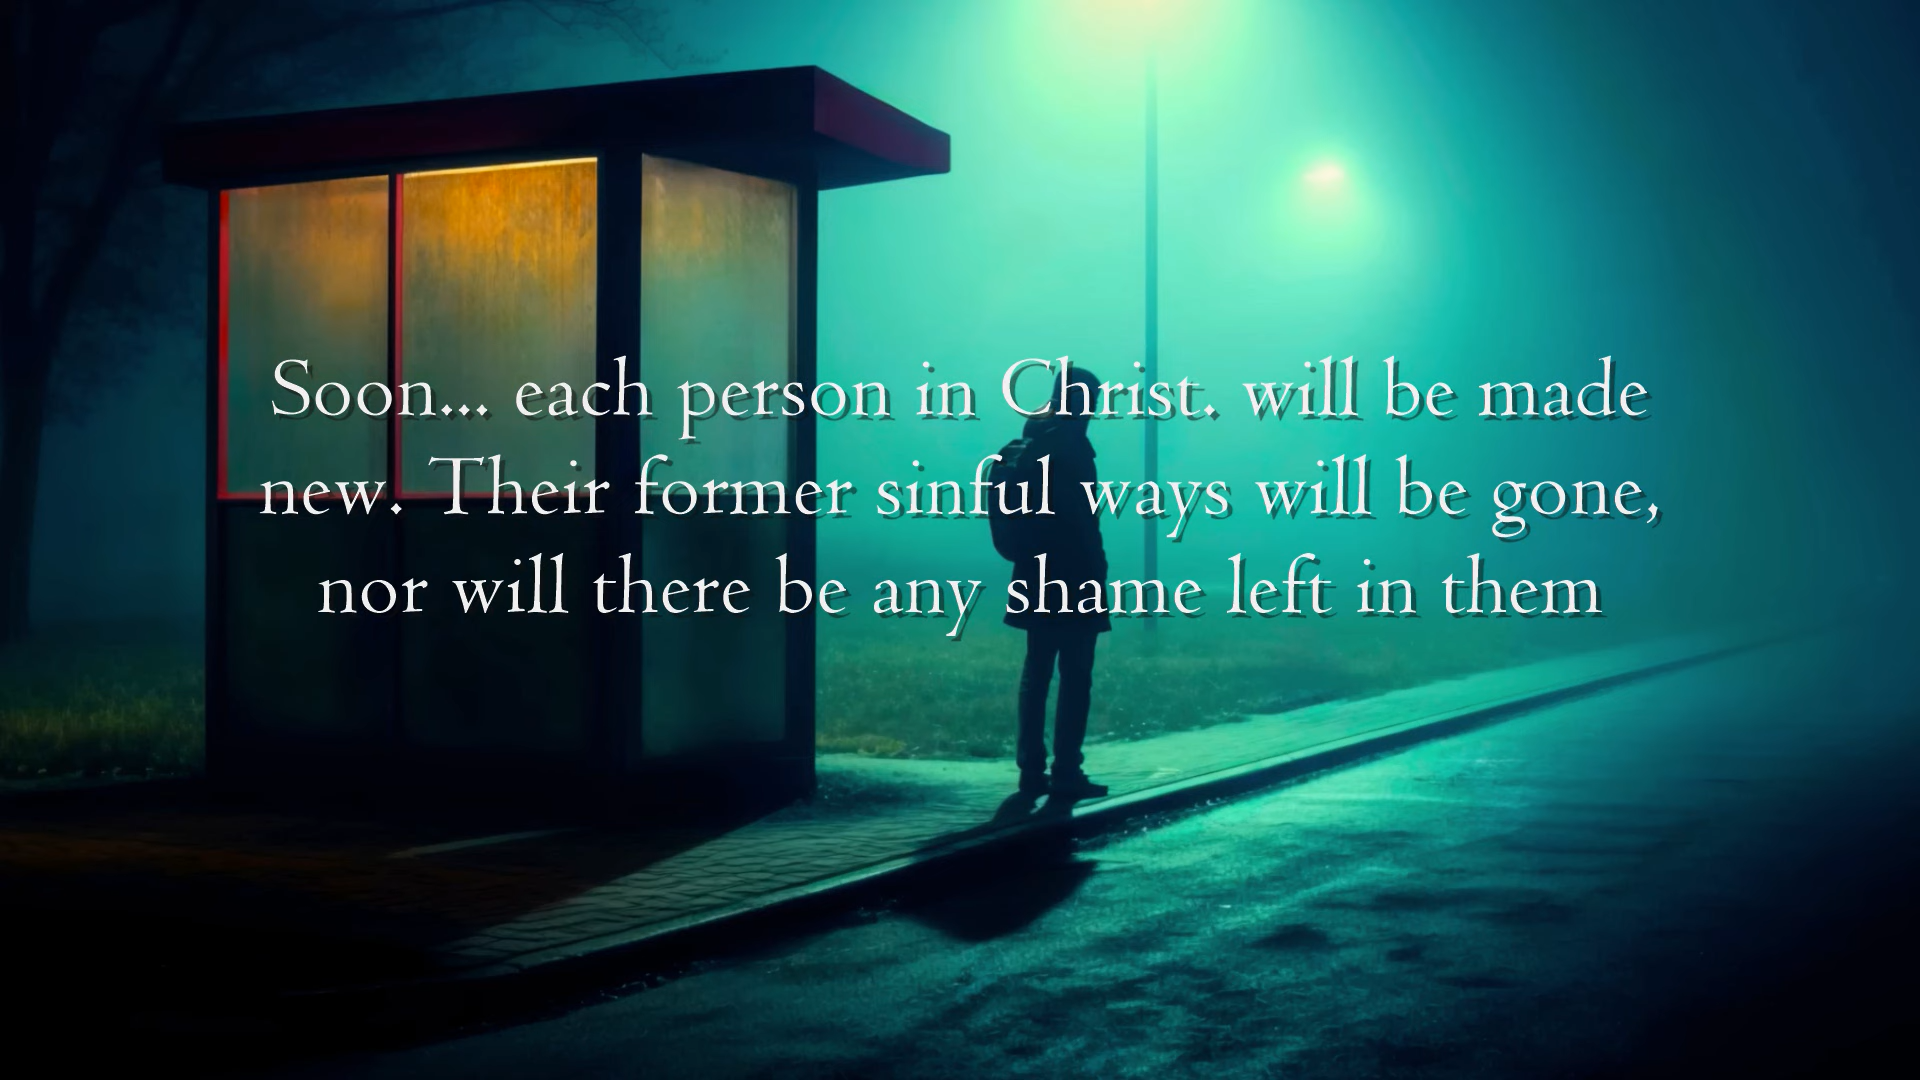 Soon... each person in Christ. will be made
new. Their former sinful ways will be gone,
nor will there be any shame left in them